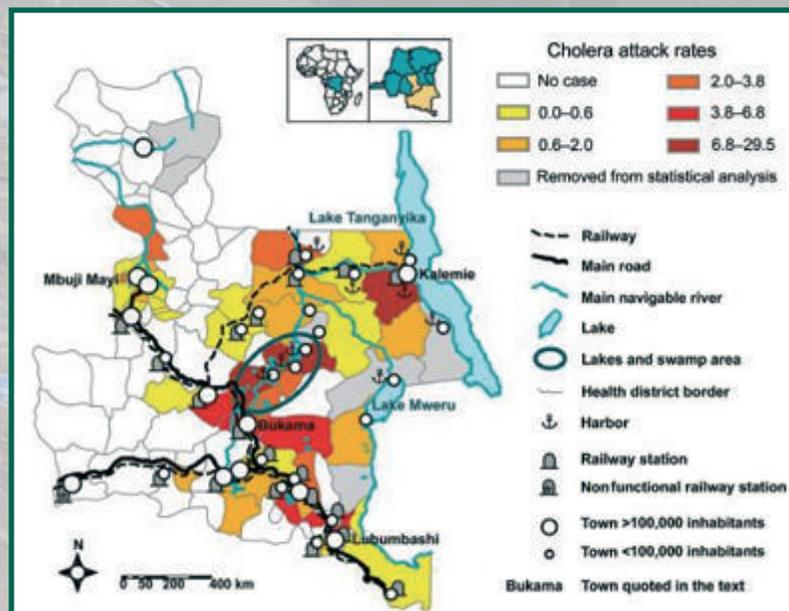 Cholera attack rates
No case
0.0–0.6
0.6–2.0
2.0–3.8
3.8–6.8
6.8–29.5
Removed from statistical analysis
Lake Tanganyika
Mbuji Mayi
Kalemie
Lake Mweru
Bukama
Lubumbashi
N
0 50 200 400 km
Railway
Main road
Main navigable river
Lake
Lakes and swamp area
Health district border
Harbor
Railway station
Nonfunctional railway station
Town >100,000 inhabitants
Town <100,000 inhabitants
Bukama Town quoted in the text